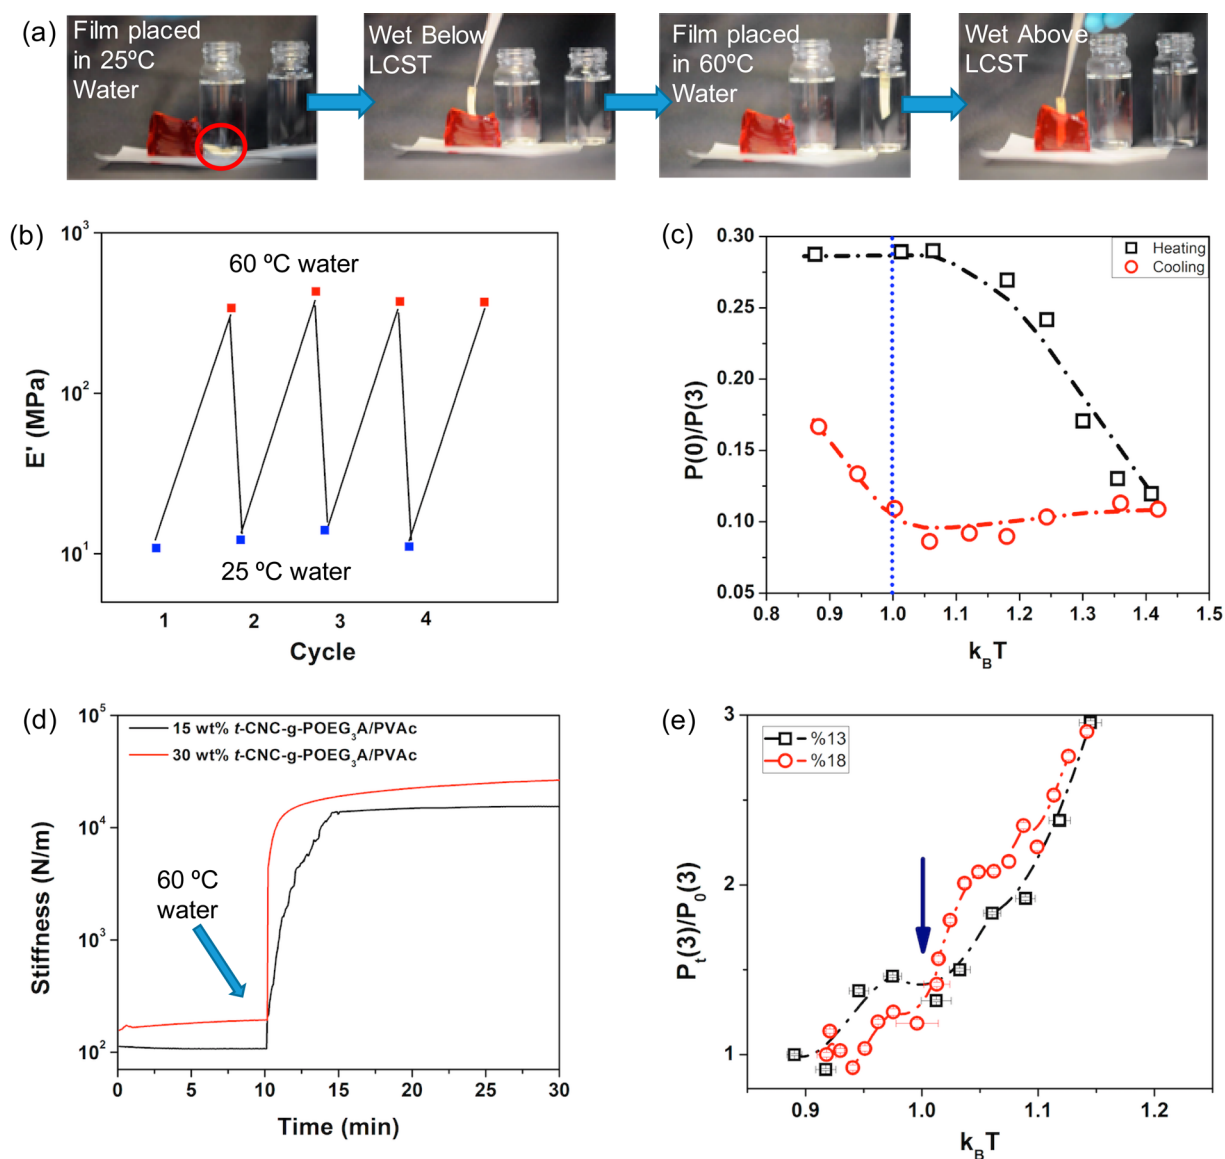 (a)
Film placed
in 25ºC
Water
Wet Below
LCST
Film placed
in 60ºC
Water
Wet Above
LCST
(b)
10³
10²
10¹
E' (MPa)
60 ºC water
25 ºC water
1 2 3 4
Cycle
(c)
0.30
0.25
0.20
0.15
0.10
0.05
P(0)/P(3)
Heating
Cooling
0.8 0.9 1.0 1.1 1.2 1.3 1.4 1.5
k_B T
(d)
10⁵
10⁴
10³
10²
Stiffness (N/m)
15 wt% t-CNC-g-POEG₃A/PVAc
30 wt% t-CNC-g-POEG₃A/PVAc
60 ºC
water
0 5 10 15 20 25 30
Time (min)
(e)
3
2
1
P_t(3)/P₀(3)
%13
%18
0.9 1.0 1.1 1.2
k_B T